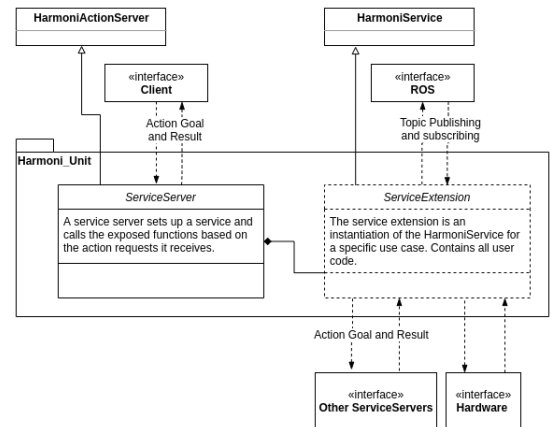 HarmoniActionServer
HarmoniService
«interface»
Client
«interface»
ROS
Action Goal
and Result
Topic Publishing
and subscribing
Harmoni_Unit
ServiceServer
A service server sets up a service and
calls the exposed functions based on
the action requests it receives.
ServiceExtension
The service extension is an
instantiation of the HarmoniService for
a specific use case. Contains all user
code.
Action Goal and Result
«interface»
Other ServiceServers
«interface»
Hardware